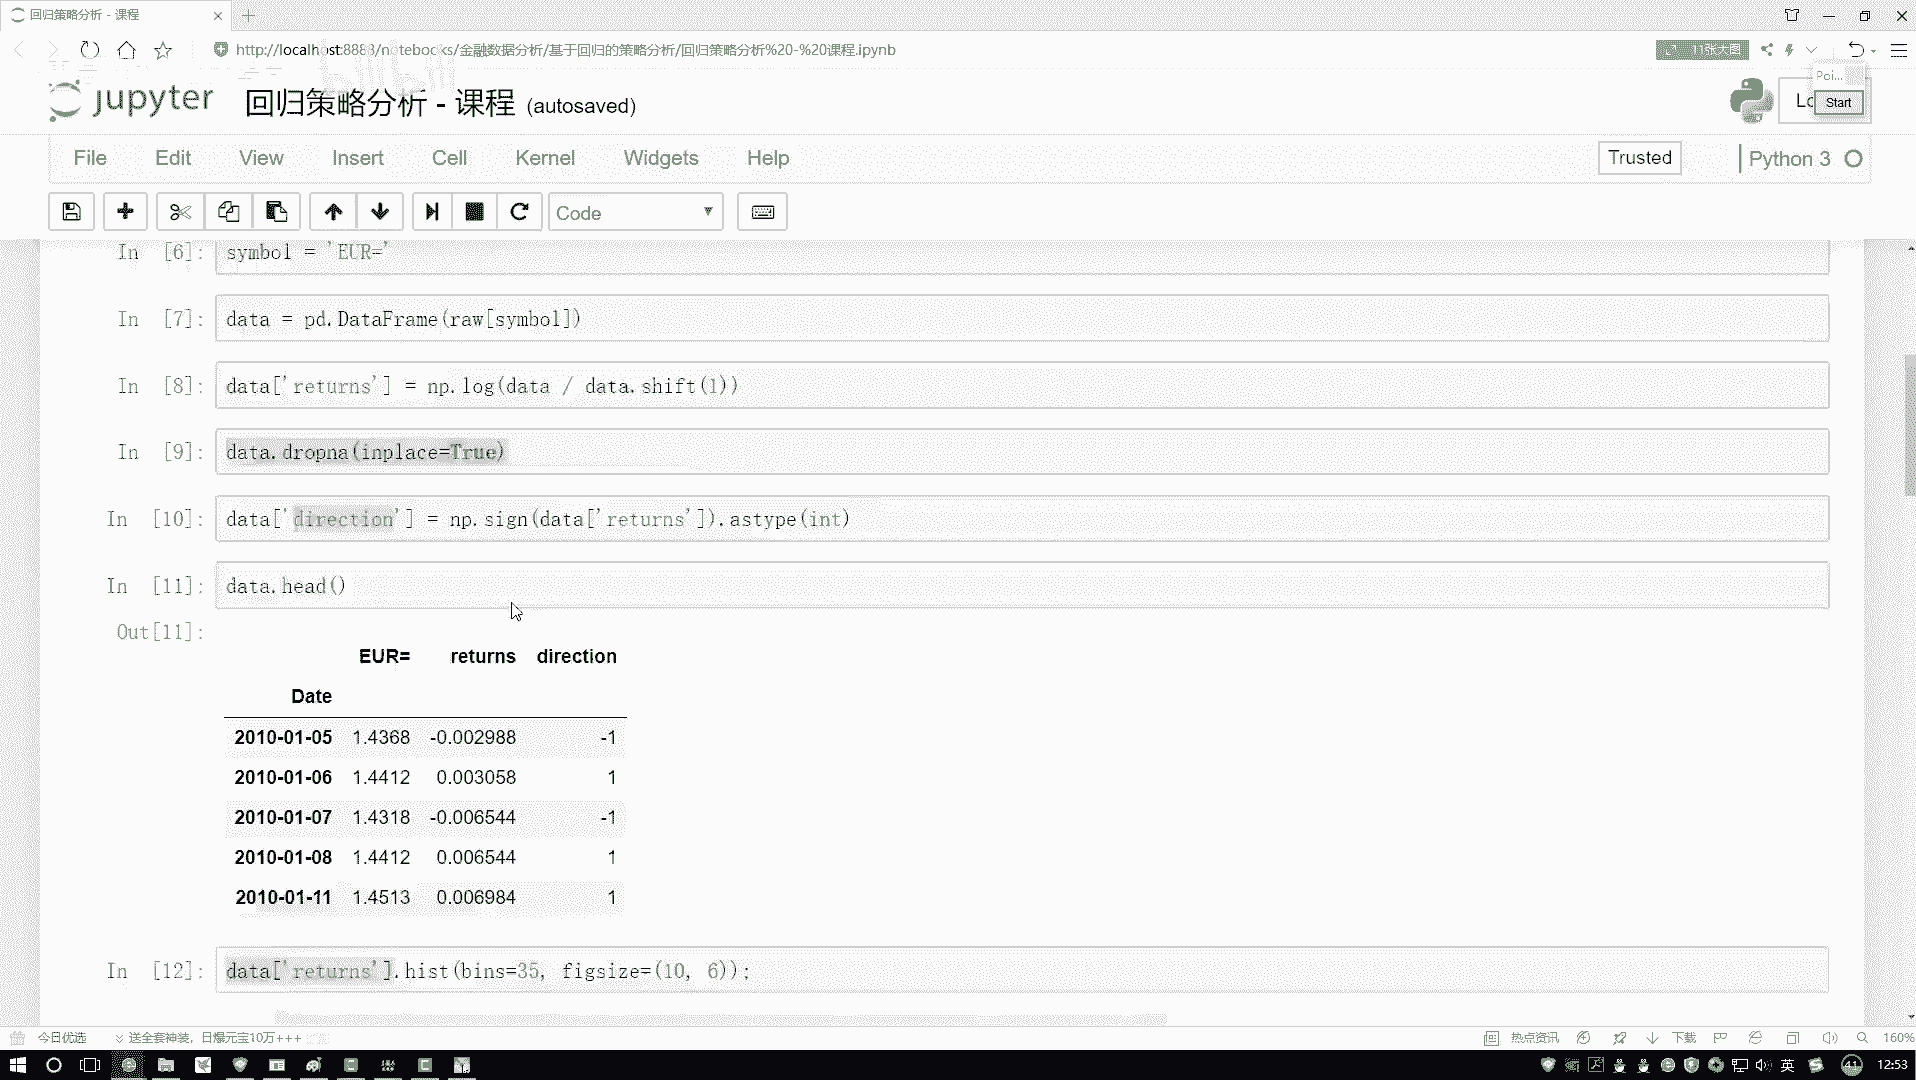 回归策略分析 - 课程
http://localhost:8888/notebooks/金融数据分析/基于回归的策略分析/回归策略分析%20-%20课程.ipynb
11张大图
Poi...
Start
jupyter 回归策略分析 - 课程 (autosaved)
File Edit View Insert Cell Kernel Widgets Help
Trusted
Python 3
Code
In [6]: symbol = 'EUR='
In [7]: data = pd.DataFrame(raw[symbol])
In [8]: data['returns'] = np.log(data / data.shift(1))
In [9]: data.dropna(inplace=True)
In [10]: data['direction'] = np.sign(data['returns']).astype(int)
In [11]: data.head()
Out[11]:
EUR= returns direction
Date
2010-01-05 1.4368 -0.002988 -1
2010-01-06 1.4412 0.003058 1
2010-01-07 1.4318 -0.006544 -1
2010-01-08 1.4412 0.006544 1
2010-01-11 1.4513 0.006984 1
In [12]: data['returns'].hist(bins=35, figsize=(10, 6));
今日优选 送全套神装，日爆元宝10万+++
热点资讯 下载 160%
英 41 12:53